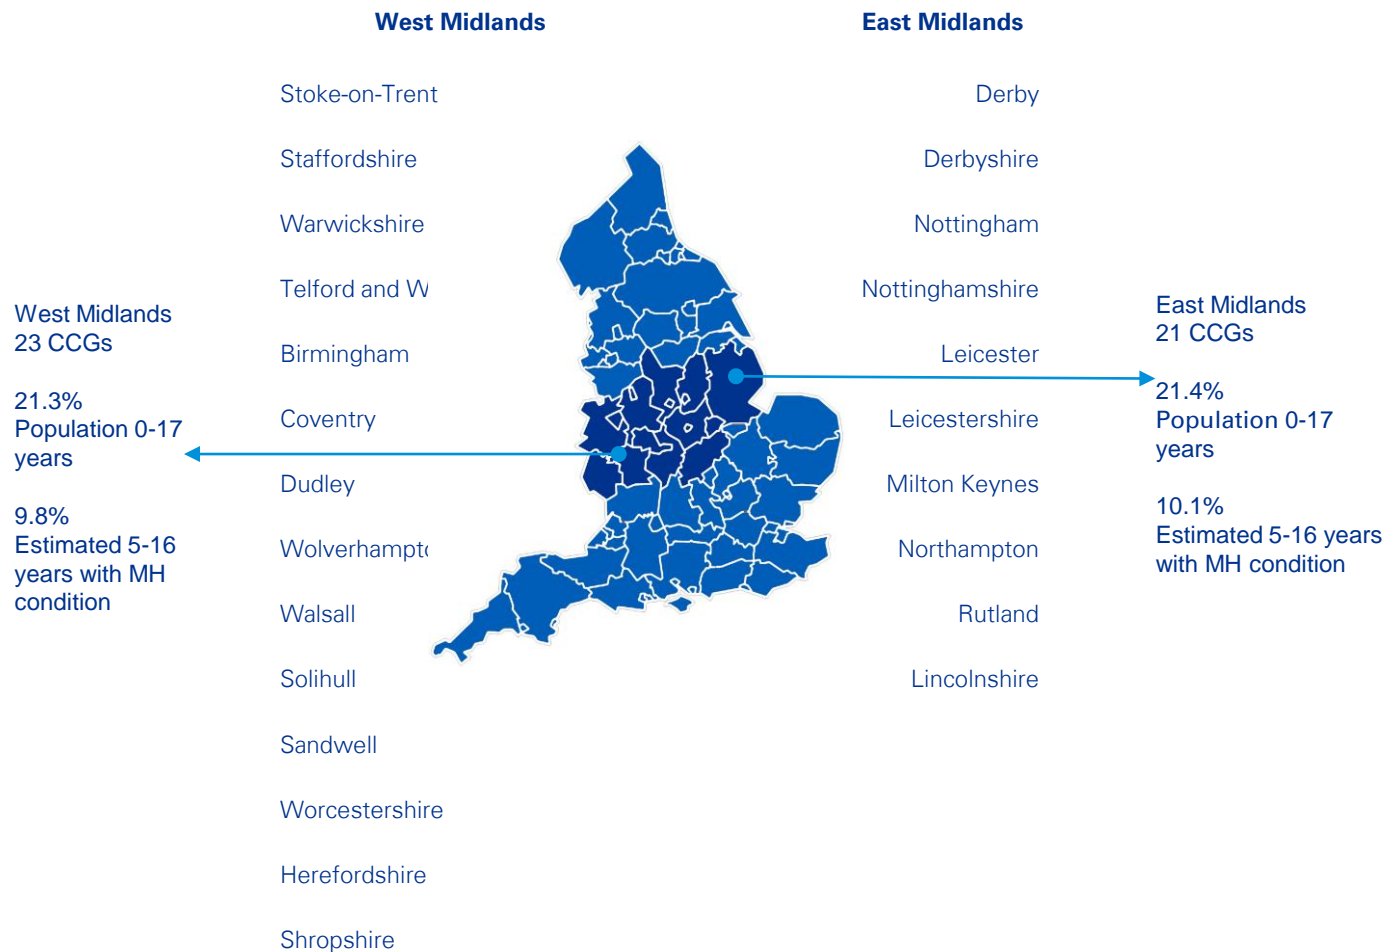 West Midlands
East Midlands
Stoke-on-Trent
Staffordshire
Warwickshire
Telford and W
Birmingham
Coventry
Dudley
Wolverhampto
Walsall
Solihull
Sandwell
Worcestershire
Herefordshire
Shropshire
Derby
Derbyshire
Nottingham
Nottinghamshire
Leicester
Leicestershire
Milton Keynes
Northampton
Rutland
Lincolnshire
West Midlands
23 CCGs
21.3%
Population 0-17
years
9.8%
Estimated 5-16
years with MH
condition
East Midlands
21 CCGs
21.4%
Population 0-17
years
10.1%
Estimated 5-16 years
with MH condition